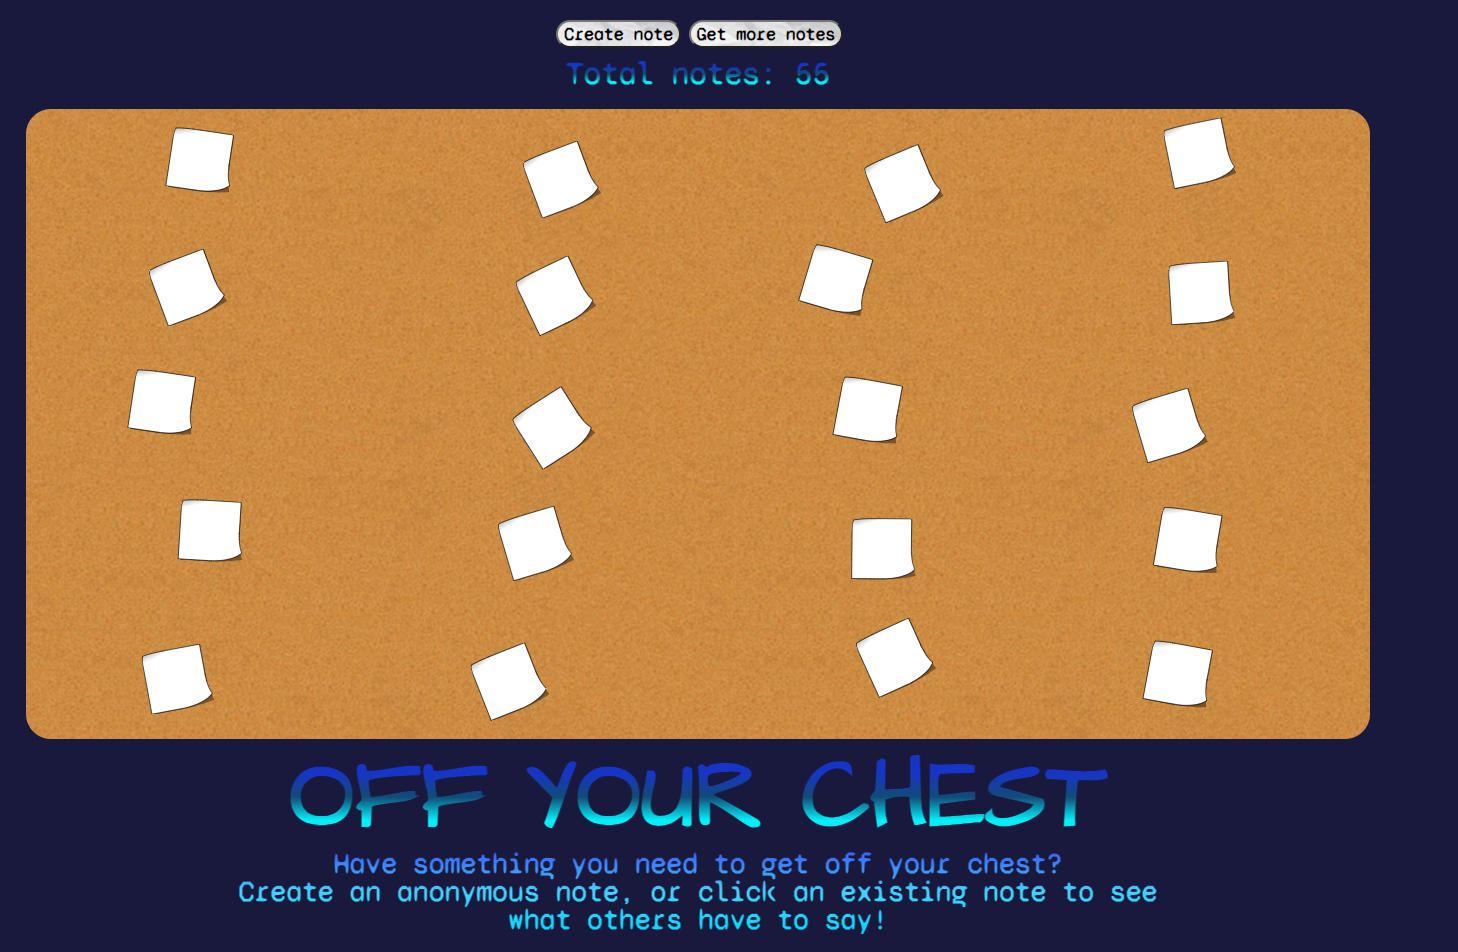 Create note Get more notes
Total notes: 55
OFF YOUR CHEST
Have something you need to get off your chest?
Create an anonymous note, or click an existing note to see
what others have to say!